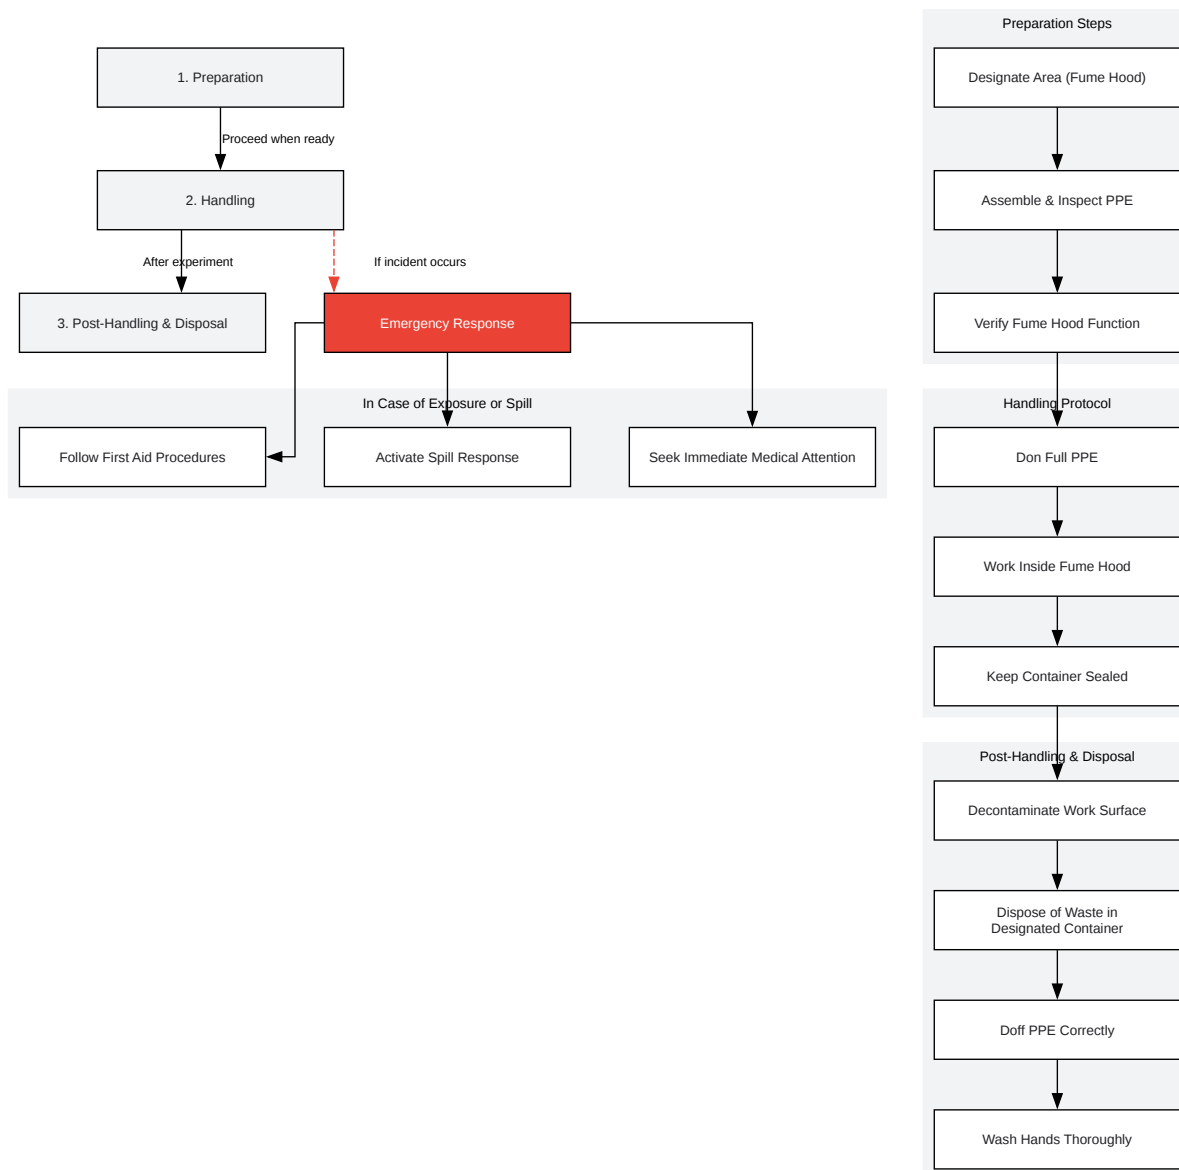 1. Preparation
Proceed when ready
2. Handling
After experiment
If incident occurs
3. Post-Handling & Disposal
Emergency Response
In Case of Exposure or Spill
Follow First Aid Procedures
Activate Spill Response
Seek Immediate Medical Attention
Preparation Steps
Designate Area (Fume Hood)
Assemble & Inspect PPE
Verify Fume Hood Function
Handling Protocol
Don Full PPE
Work Inside Fume Hood
Keep Container Sealed
Post-Handling & Disposal
Decontaminate Work Surface
Dispose of Waste in
Designated Container
Doff PPE Correctly
Wash Hands Thoroughly